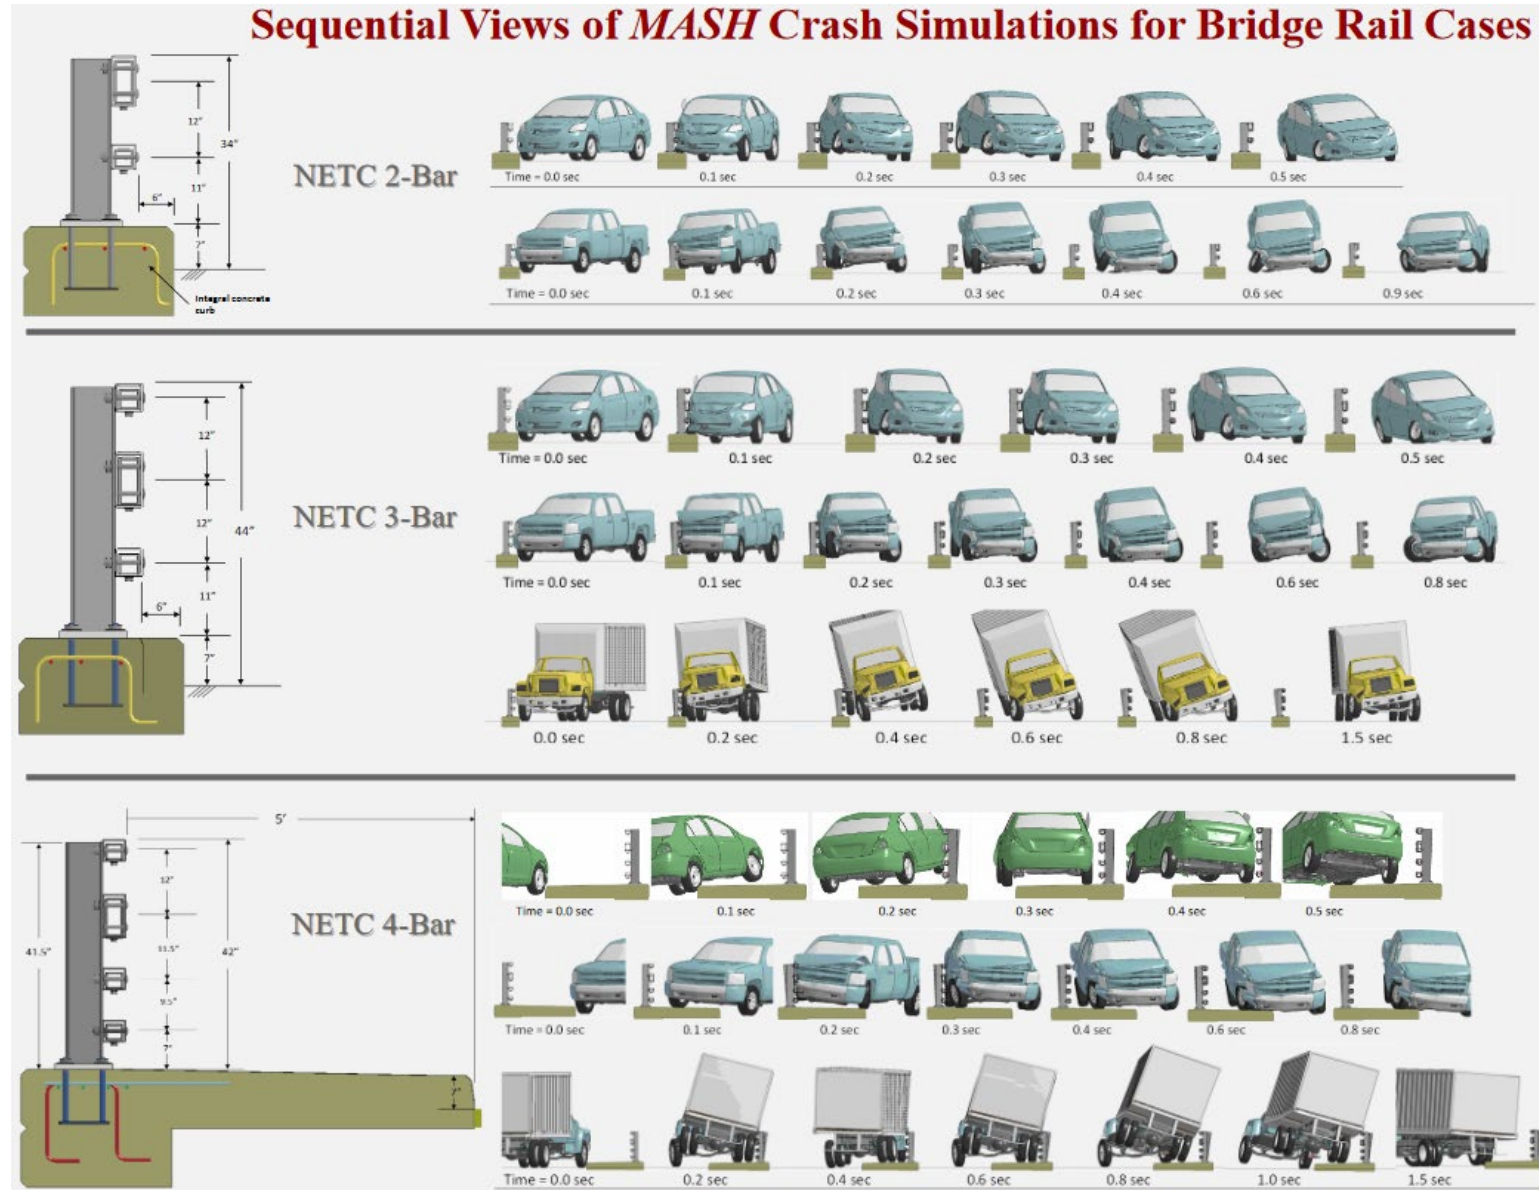 Sequential Views of MASH Crash Simulations for Bridge Rail Cases
12"
34"
11"
6"
7"
Integral concrete
curb
NETC 2-Bar
Time = 0.0 sec 0.1 sec 0.2 sec 0.3 sec 0.4 sec 0.5 sec
Time = 0.0 sec 0.1 sec 0.2 sec 0.3 sec 0.4 sec 0.6 sec 0.9 sec
12"
12"
44"
11"
6"
7"
NETC 3-Bar
Time = 0.0 sec 0.1 sec 0.2 sec 0.3 sec 0.4 sec 0.5 sec
Time = 0.0 sec 0.1 sec 0.2 sec 0.3 sec 0.4 sec 0.6 sec 0.8 sec
0.0 sec 0.2 sec 0.4 sec 0.6 sec 0.8 sec 1.5 sec
5'
12"
41.5"
11.5"
42"
9.5"
7"
7"
NETC 4-Bar
Time = 0.0 sec 0.1 sec 0.2 sec 0.3 sec 0.4 sec 0.5 sec
Time = 0.0 sec 0.1 sec 0.2 sec 0.3 sec 0.4 sec 0.6 sec 0.8 sec
Time = 0.0 sec 0.2 sec 0.4 sec 0.6 sec 0.8 sec 1.0 sec 1.5 sec